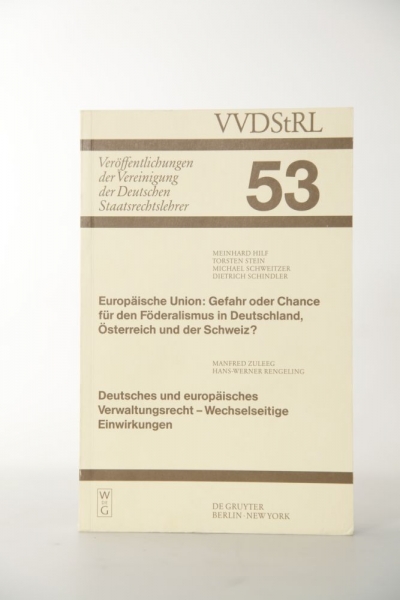 VVDStRL
Veröffentlichungen
der Vereinigung
der Deutschen
Staatsrechtslehrer
53
MEINHARD HILF
TORSTEN STEIN
MICHAEL SCHWEITZER
DIETRICH SCHINDLER
Europäische Union: Gefahr oder Chance
für den Föderalismus in Deutschland,
Österreich und der Schweiz?
MANFRED ZULEEG
HANS-WERNER RENGELING
Deutsches und europäisches
Verwaltungsrecht – Wechselseitige
Einwirkungen
W
DE
G
DE GRUYTER
BERLIN · NEW YORK